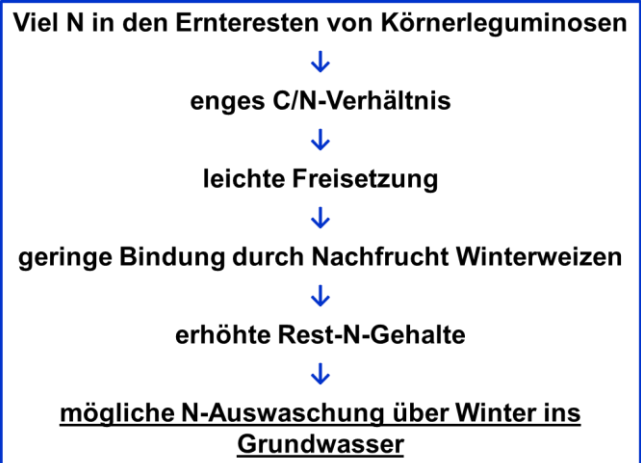 Viel N in den Ernteresten von Körnerleguminosen
↓
enges C/N-Verhältnis
↓
leichte Freisetzung
↓
geringe Bindung durch Nachfrucht Winterweizen
↓
erhöhte Rest-N-Gehalte
↓
mögliche N-Auswaschung über Winter ins
Grundwasser